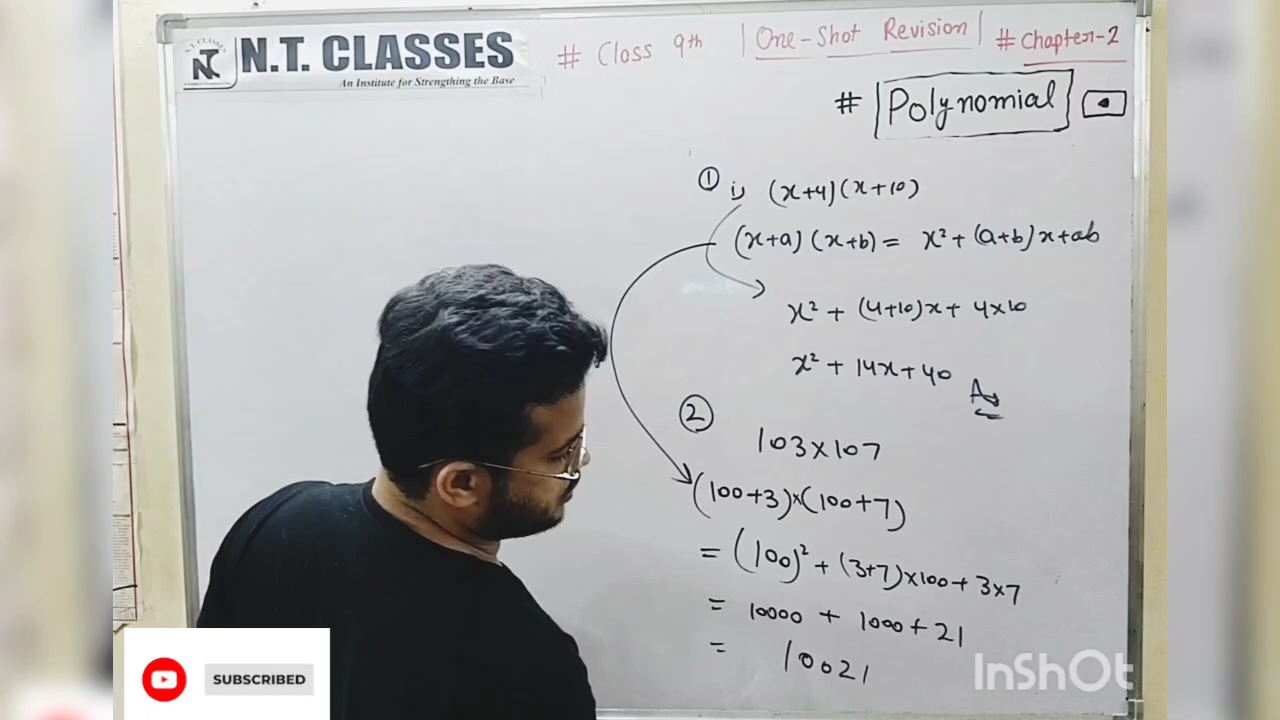 N.T. CLASSES
An Institute for Strengthening the Base
# Class 9th | One-Shot Revision | # Chapter-2
# Polynomial
① i) (x+4)(x+10)
(x+a)(x+b) = x² + (a+b)x+ab
x² + (4+10)x + 4×10
x² + 14x+40 Ans
②
103×107
(100+3)×(100+7)
= (100)² + (3+7)×100+3×7
= 10000 + 1000+21
= 10021
SUBSCRIBED
InShOt